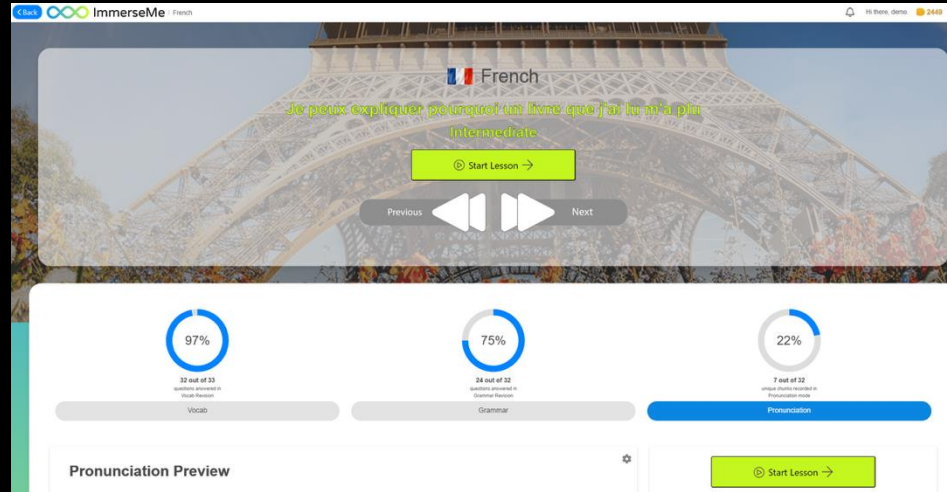 < Back ImmerseMe / French Hi there, demo 2449
French
Je peux expliquer pourquoi un livre que j'ai lu m'a plu
Intermediate
Start Lesson →
Previous Next
97% 75% 22%
32 out of 33 24 out of 32 7 out of 32
questions answered in questions answered in unique chunks recorded in
Vocab Revision Grammar Revision Pronunciation mode
Vocab Grammar Pronunciation
Pronunciation Preview Start Lesson →